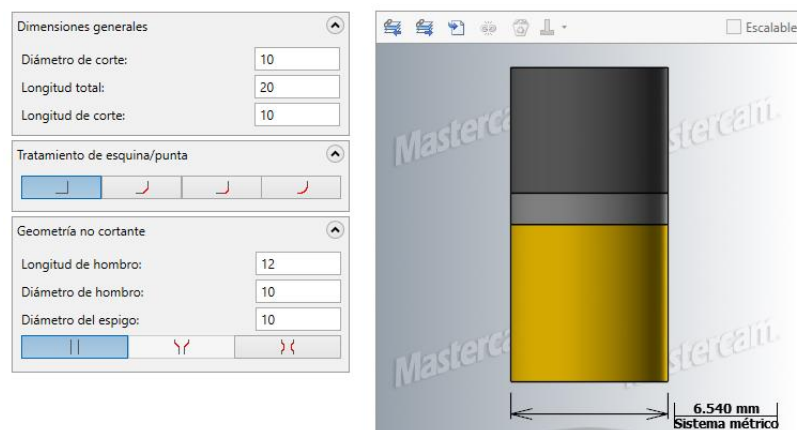 Dimensiones generales
Diámetro de corte: 10
Longitud total: 20
Longitud de corte: 10
Tratamiento de esquina/punta
Geometría no cortante
Longitud de hombro: 12
Diámetro de hombro: 10
Diámetro del espigo: 10
Escalable
Mastercam.
Mastercam.
6.540 mm
Sistema métrico